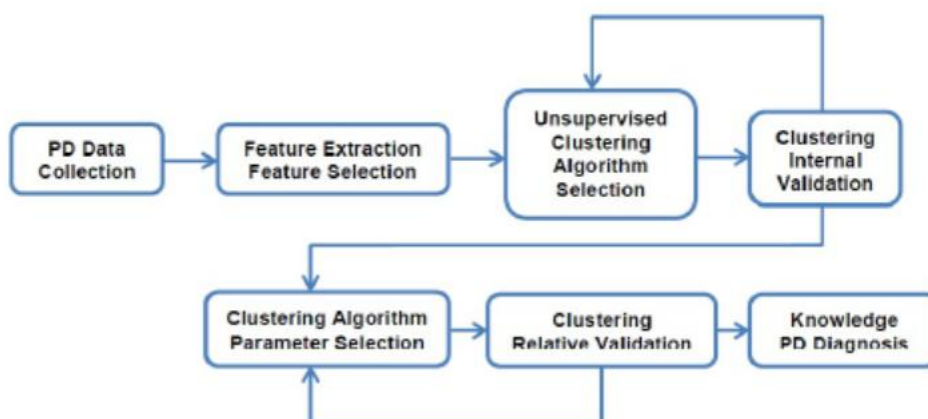 PD Data
Collection
Feature Extraction
Feature Selection
Unsupervised
Clustering
Algorithm
Selection
Clustering
Internal
Validation
Clustering Algorithm
Parameter Selection
Clustering
Relative Validation
Knowledge
PD Diagnosis